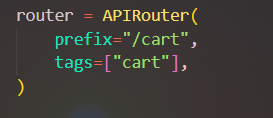 router = APIRouter(
    prefix="/cart",
    tags=["cart"],
)